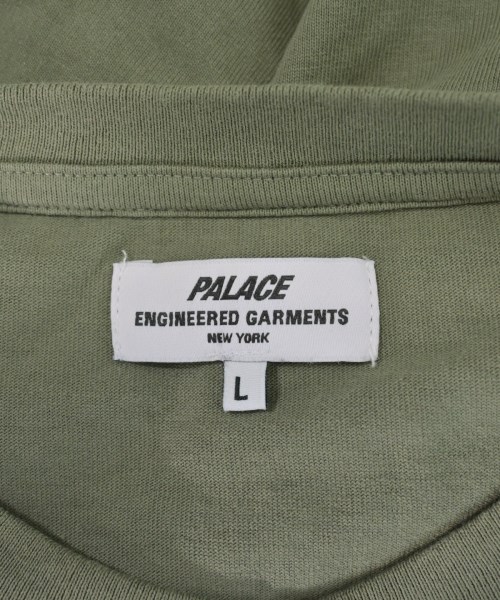 PALACE
ENGINEERED GARMENTS
NEW YORK
L